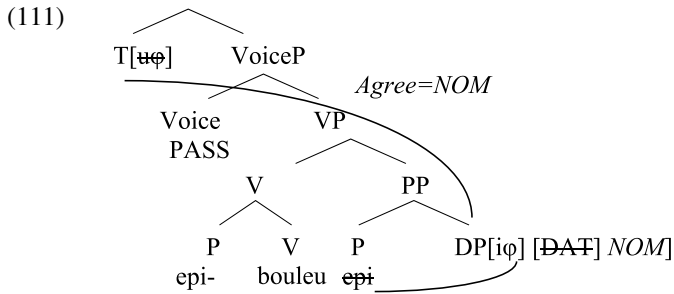 (111)
T[uφ] VoiceP
Agree=NOM
Voice VP
PASS
V PP
P V P DP[iφ] [DAT] NOM]
epi- bouleu epi